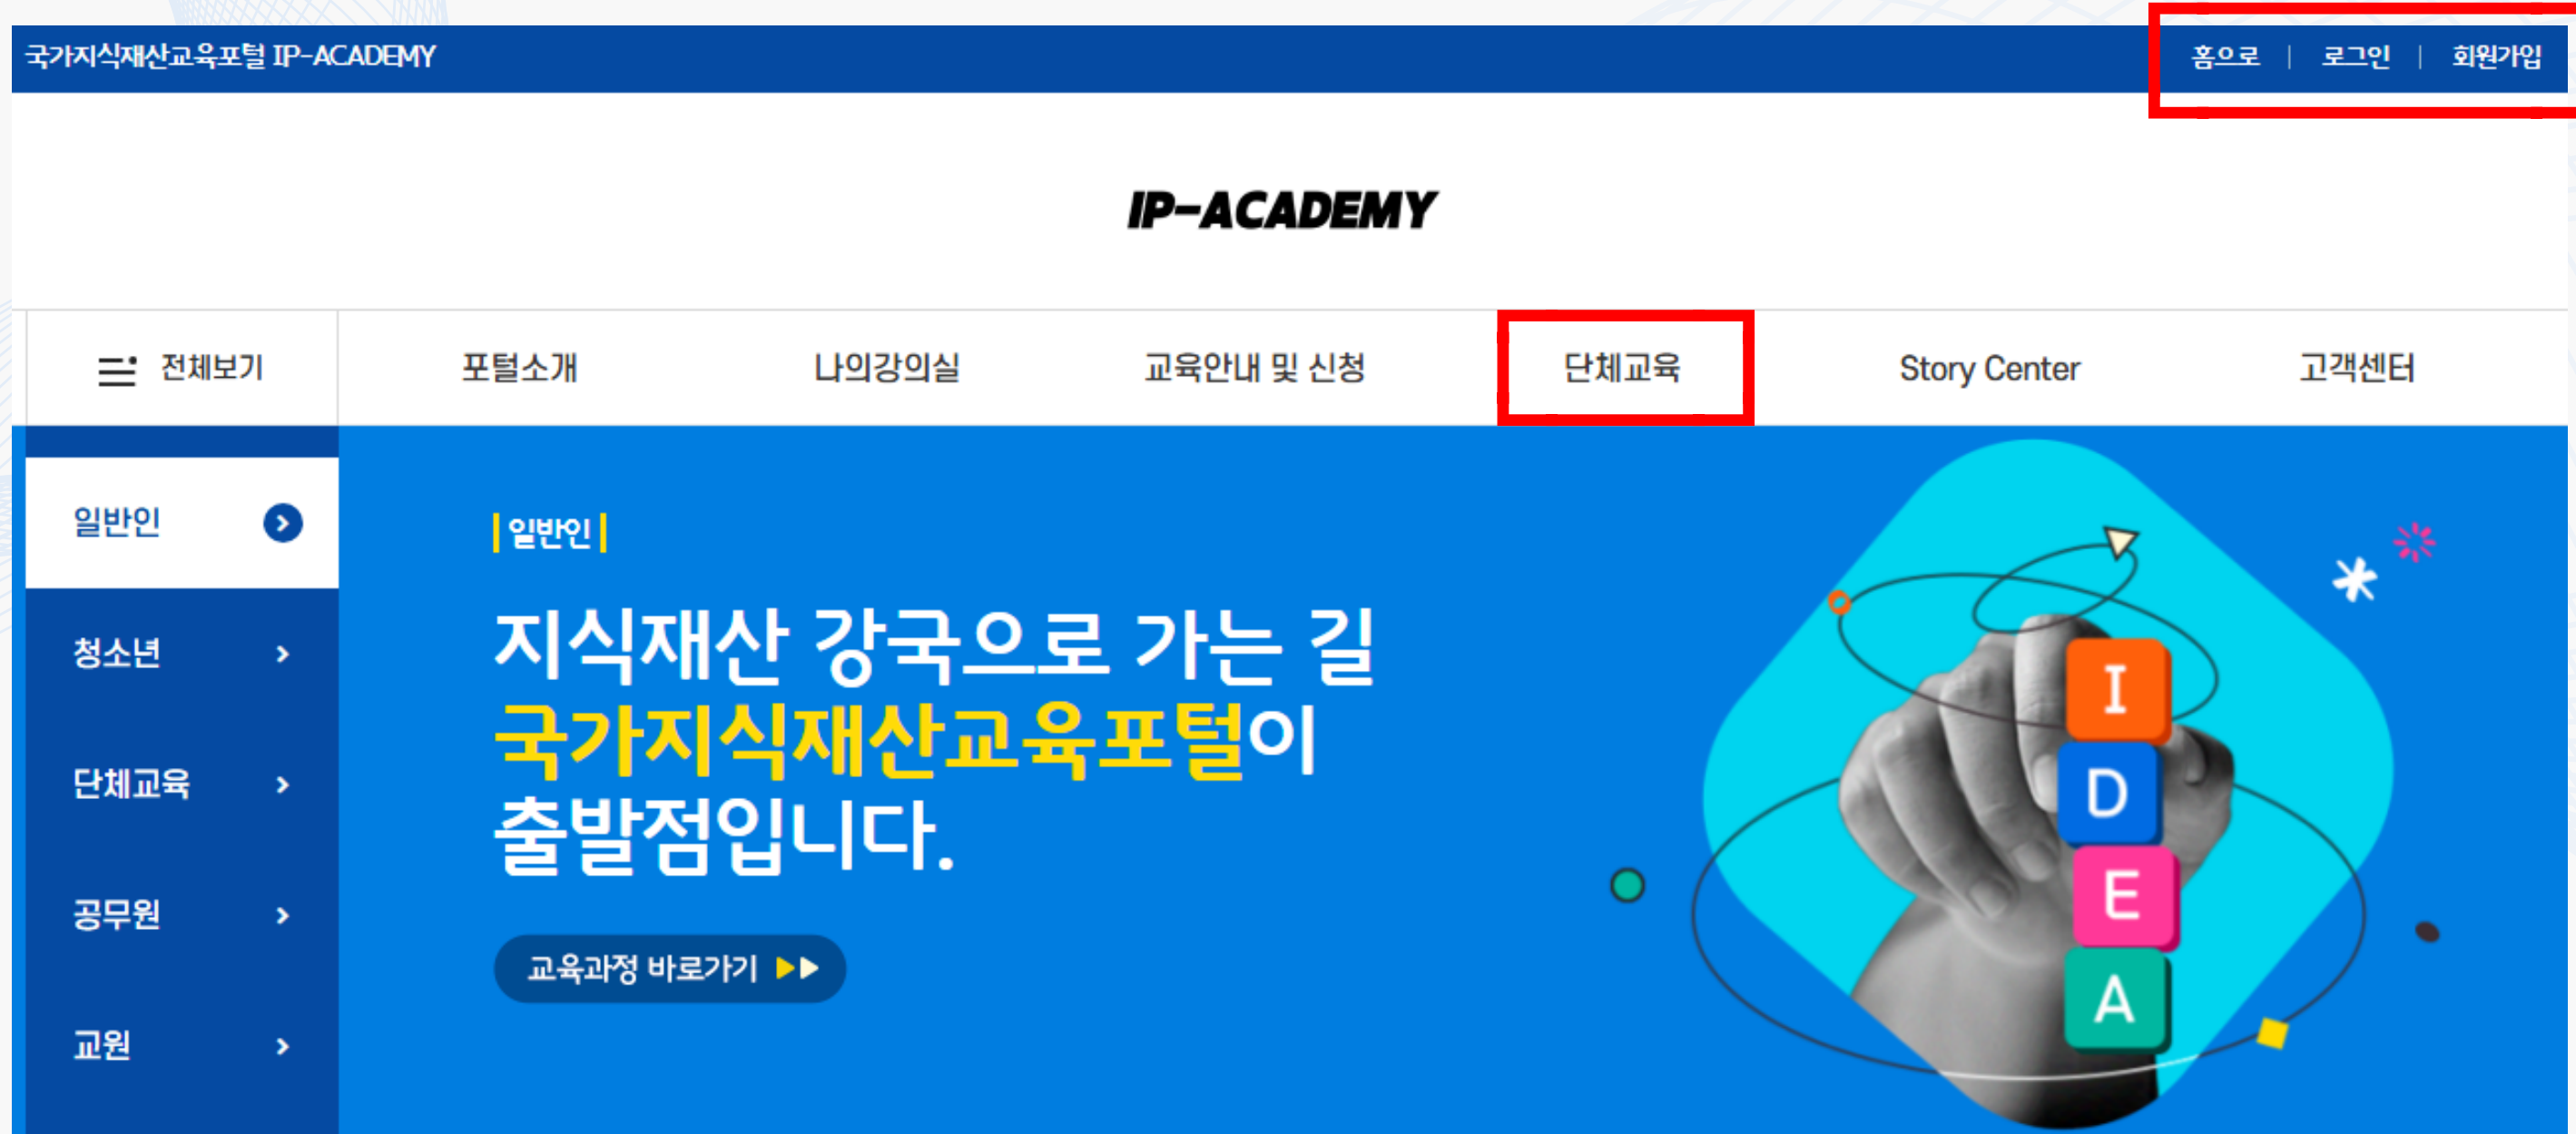 국가지식재산교육포털 IP-ACADEMY
홈으로 | 로그인 | 회원가입
IP-ACADEMY
전체보기 포털소개 나의강의실 교육안내 및 신청 단체교육 Story Center 고객센터
일반인
청소년
단체교육
공무원
교원
|일반인|
지식재산 강국으로 가는 길
국가지식재산교육포털이
출발점입니다.
교육과정 바로가기
I
D
E
A